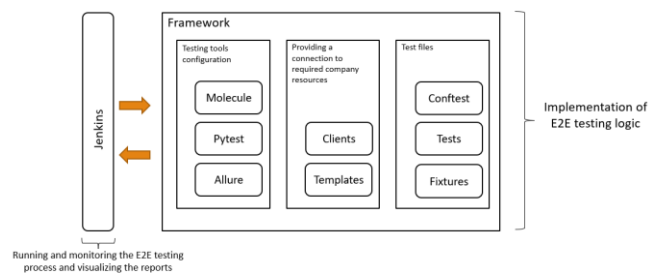 Framework
Testing tools
configuration
Molecule
Pytest
Allure
Providing a
connection to
required company
resources
Clients
Templates
Test files
Conftest
Tests
Fixtures
Jenkins
Implementation of
E2E testing logic
Running and monitoring the E2E testing
process and visualizing the reports